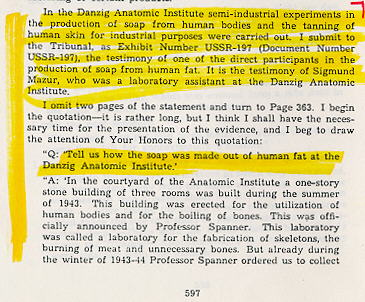 In the Danzig Anatomic Institute semi-industrial experiments in
the production of soap from human bodies and the tanning of
human skin for industrial purposes were carried out. I submit to
the Tribunal, as Exhibit Number USSR-197 (Document Number
USSR-197), the testimony of one of the direct participants in the
production of soap from human fat. It is the testimony of Sigmund
Mazur, who was a laboratory assistant at the Danzig Anatomic
Institute.
I omit two pages of the statement and turn to Page 363. I begin
the quotation—it is rather long, but I think I shall have the neces-
sary time for the presentation of the evidence, and I beg to draw
the attention of Your Honors to this quotation:
"Q: 'Tell us how the soap was made out of human fat at the
Danzig Anatomic Institute.'
"A: 'In the courtyard of the Anatomic Institute a one-story
stone building of three rooms was built during the summer
of 1943. This building was erected for the utilization of
human bodies and for the boiling of bones. This was offi-
cially announced by Professor Spanner. This laboratory
was called a laboratory for the fabrication of skeletons, the
burning of meat and unnecessary bones. But already during
the winter of 1943-44 Professor Spanner ordered us to collect
597